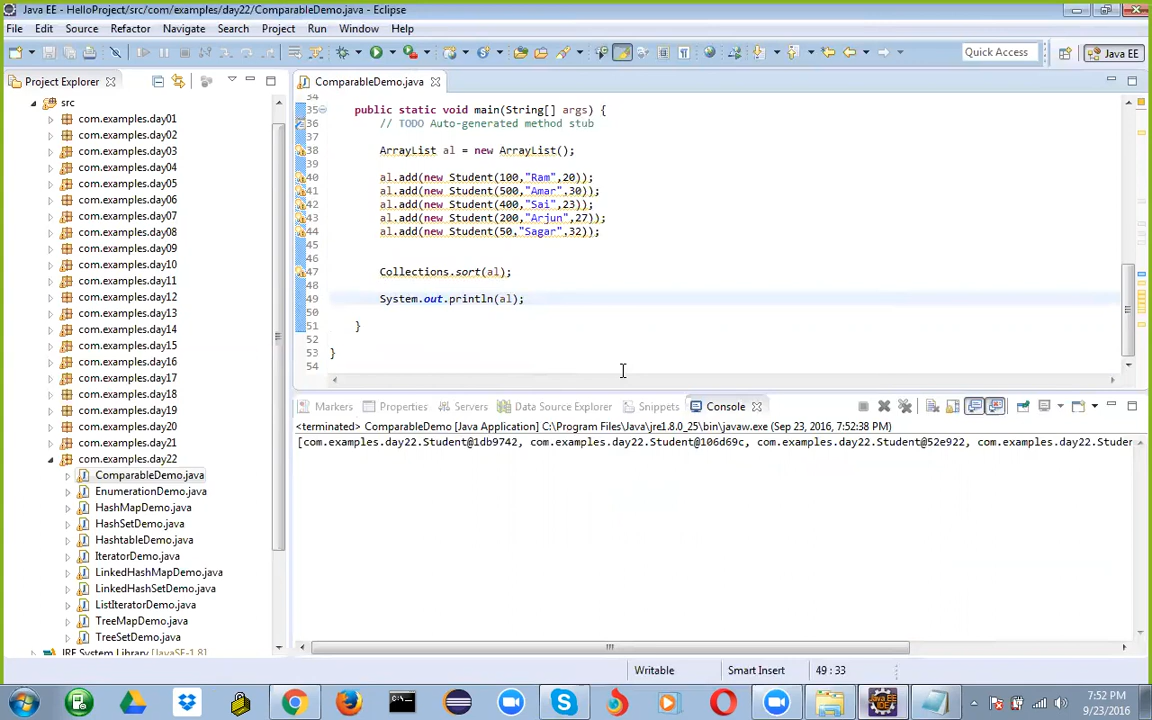 Java EE - HelloProject/src/com/examples/day22/ComparableDemo.java - Eclipse
File Edit Source Refactor Navigate Search Project Run Window Help
Quick Access Java EE
Project Explorer
src
com.examples.day01
com.examples.day02
com.examples.day03
com.examples.day04
com.examples.day05
com.examples.day06
com.examples.day07
com.examples.day08
com.examples.day09
com.examples.day10
com.examples.day11
com.examples.day12
com.examples.day13
com.examples.day14
com.examples.day15
com.examples.day16
com.examples.day17
com.examples.day18
com.examples.day19
com.examples.day20
com.examples.day21
com.examples.day22
ComparableDemo.java
EnumerationDemo.java
HashMapDemo.java
HashSetDemo.java
HashtableDemo.java
IteratorDemo.java
LinkedHashMapDemo.java
LinkedHashSetDemo.java
ListIteratorDemo.java
TreeMapDemo.java
TreeSetDemo.java
JRE System Library [JavaSE-1.8]
ComparableDemo.java
34
35 public static void main(String[] args) {
36 // TODO Auto-generated method stub
37
38 ArrayList al = new ArrayList();
39
40 al.add(new Student(100,"Ram",20));
41 al.add(new Student(500,"Amar",30));
42 al.add(new Student(400,"Sai",23));
43 al.add(new Student(200,"Arjun",27));
44 al.add(new Student(50,"Sagar",32));
45
46
47 Collections.sort(al);
48
49 System.out.println(al);
50
51 }
52
53 }
54
Markers Properties Servers Data Source Explorer Snippets Console
<terminated> ComparableDemo [Java Application] C:\Program Files\Java\jre1.8.0_25\bin\javaw.exe (Sep 23, 2016, 7:52:38 PM)
[com.examples.day22.Student@1db9742, com.examples.day22.Student@106d69c, com.examples.day22.Student@52e922, com.examples.day22.Studen
Writable Smart Insert 49 : 33
7:52 PM
9/23/2016